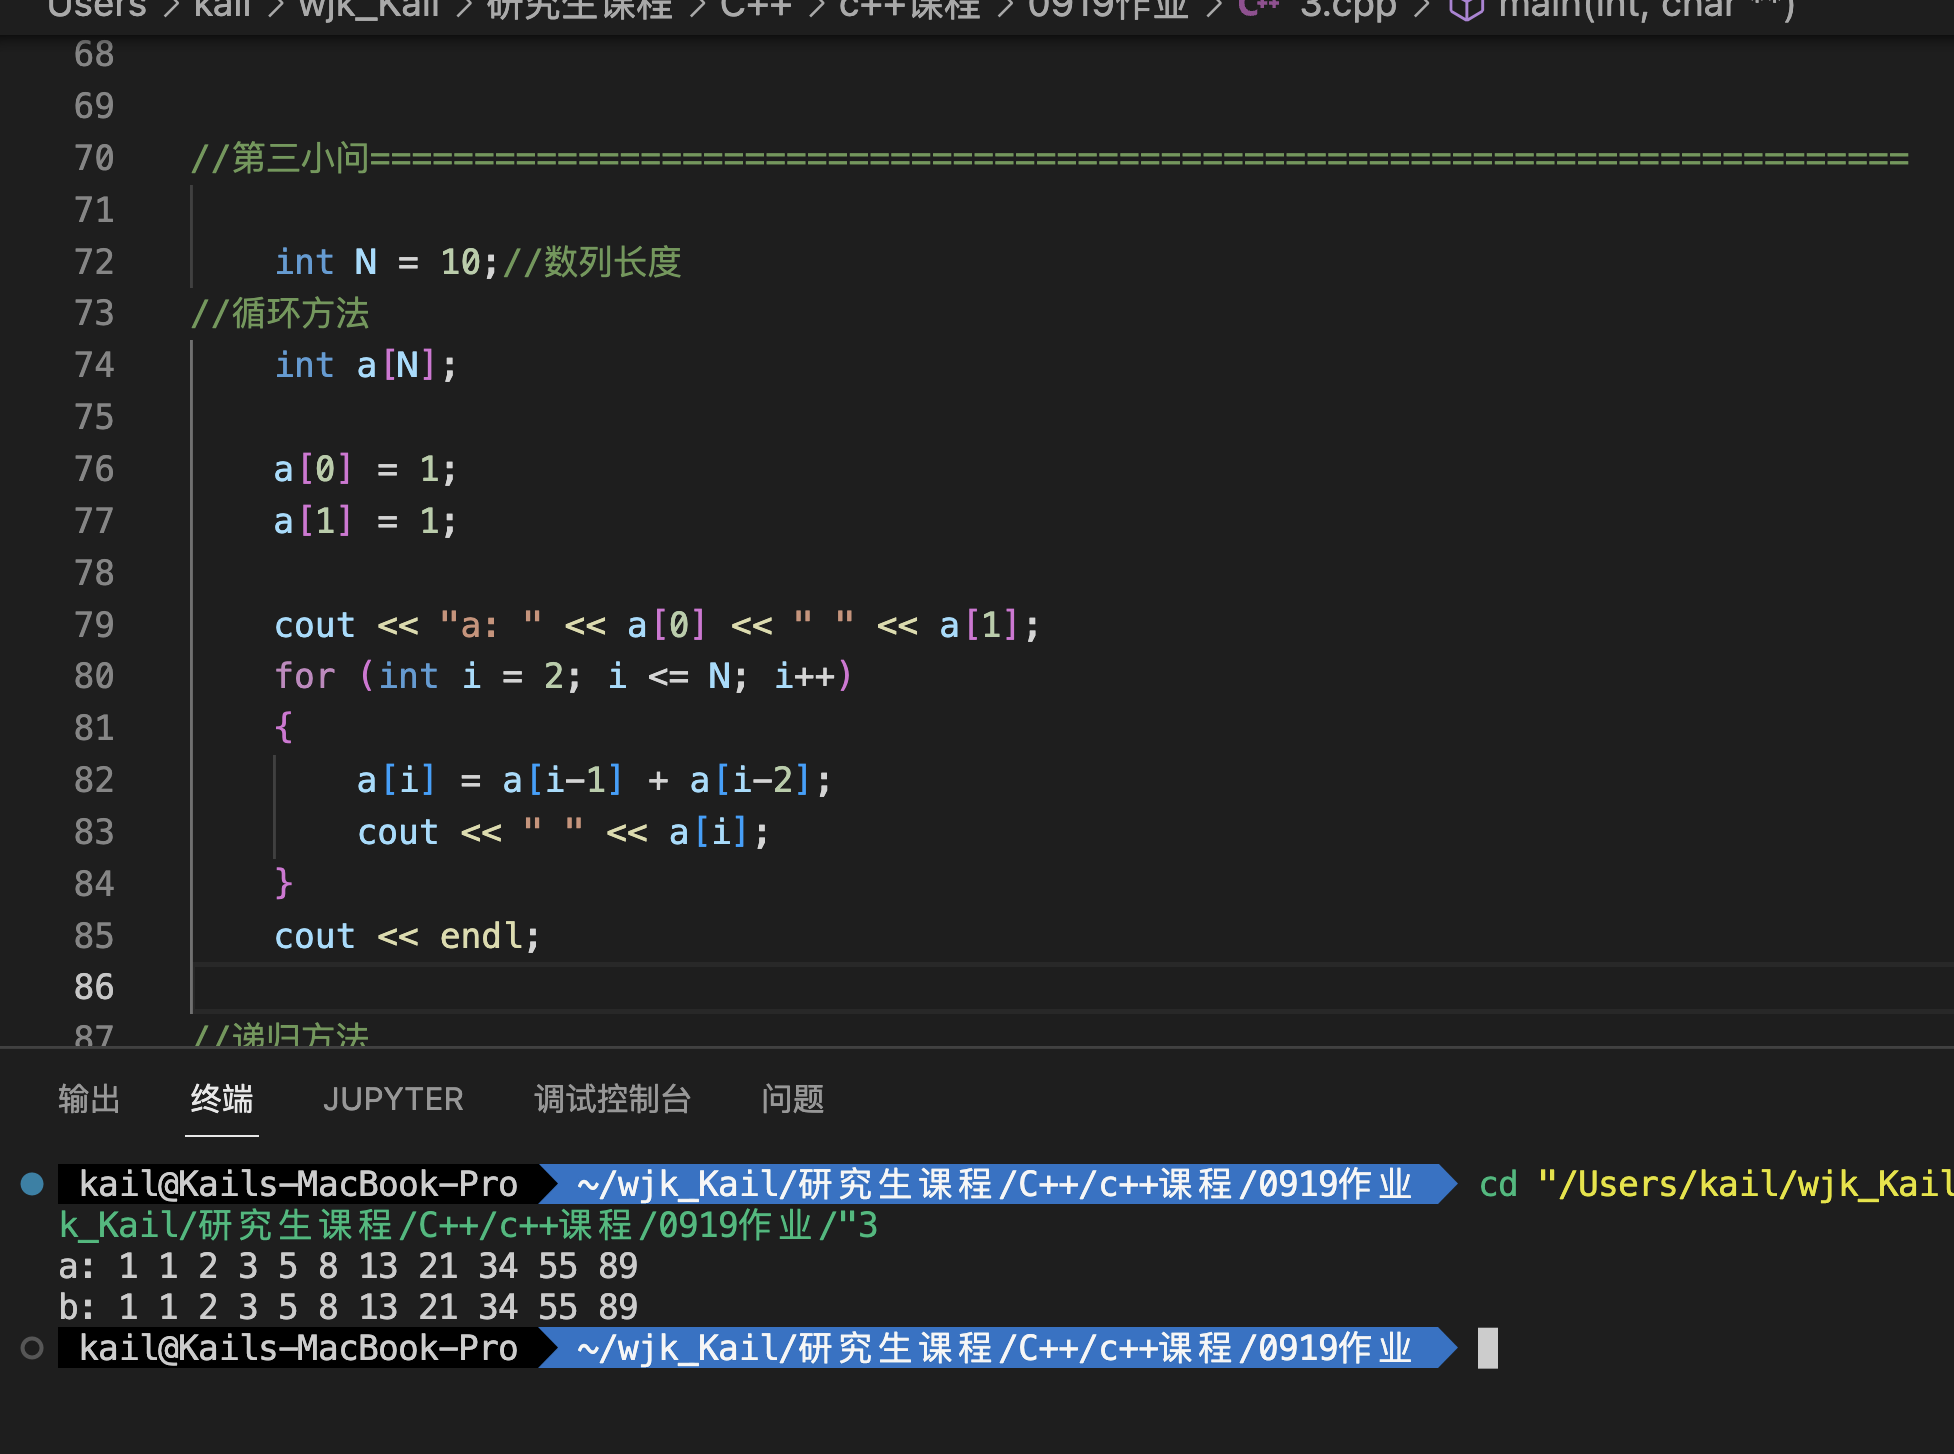 Users > kail > wjk_Kail > 研究生课程 > C++ > c++课程 > 0919作业 > C++ 3.cpp > main(int, char **)
68
69
70 //第三小问==========================================================================
71
72 int N = 10;//数列长度
73 //循环方法
74 int a[N];
75
76 a[0] = 1;
77 a[1] = 1;
78
79 cout << "a: " << a[0] << " " << a[1];
80 for (int i = 2; i <= N; i++)
81 {
82 a[i] = a[i-1] + a[i-2];
83 cout << " " << a[i];
84 }
85 cout << endl;
86
87 //递归方法
输出 终端 JUPYTER 调试控制台 问题
kail@Kails-MacBook-Pro ~/wjk_Kail/研究生课程/C++/c++课程/0919作业 cd "/Users/kail/wjk_Kail
k_Kail/研究生课程/C++/c++课程/0919作业/"3
a: 1 1 2 3 5 8 13 21 34 55 89
b: 1 1 2 3 5 8 13 21 34 55 89
kail@Kails-MacBook-Pro ~/wjk_Kail/研究生课程/C++/c++课程/0919作业